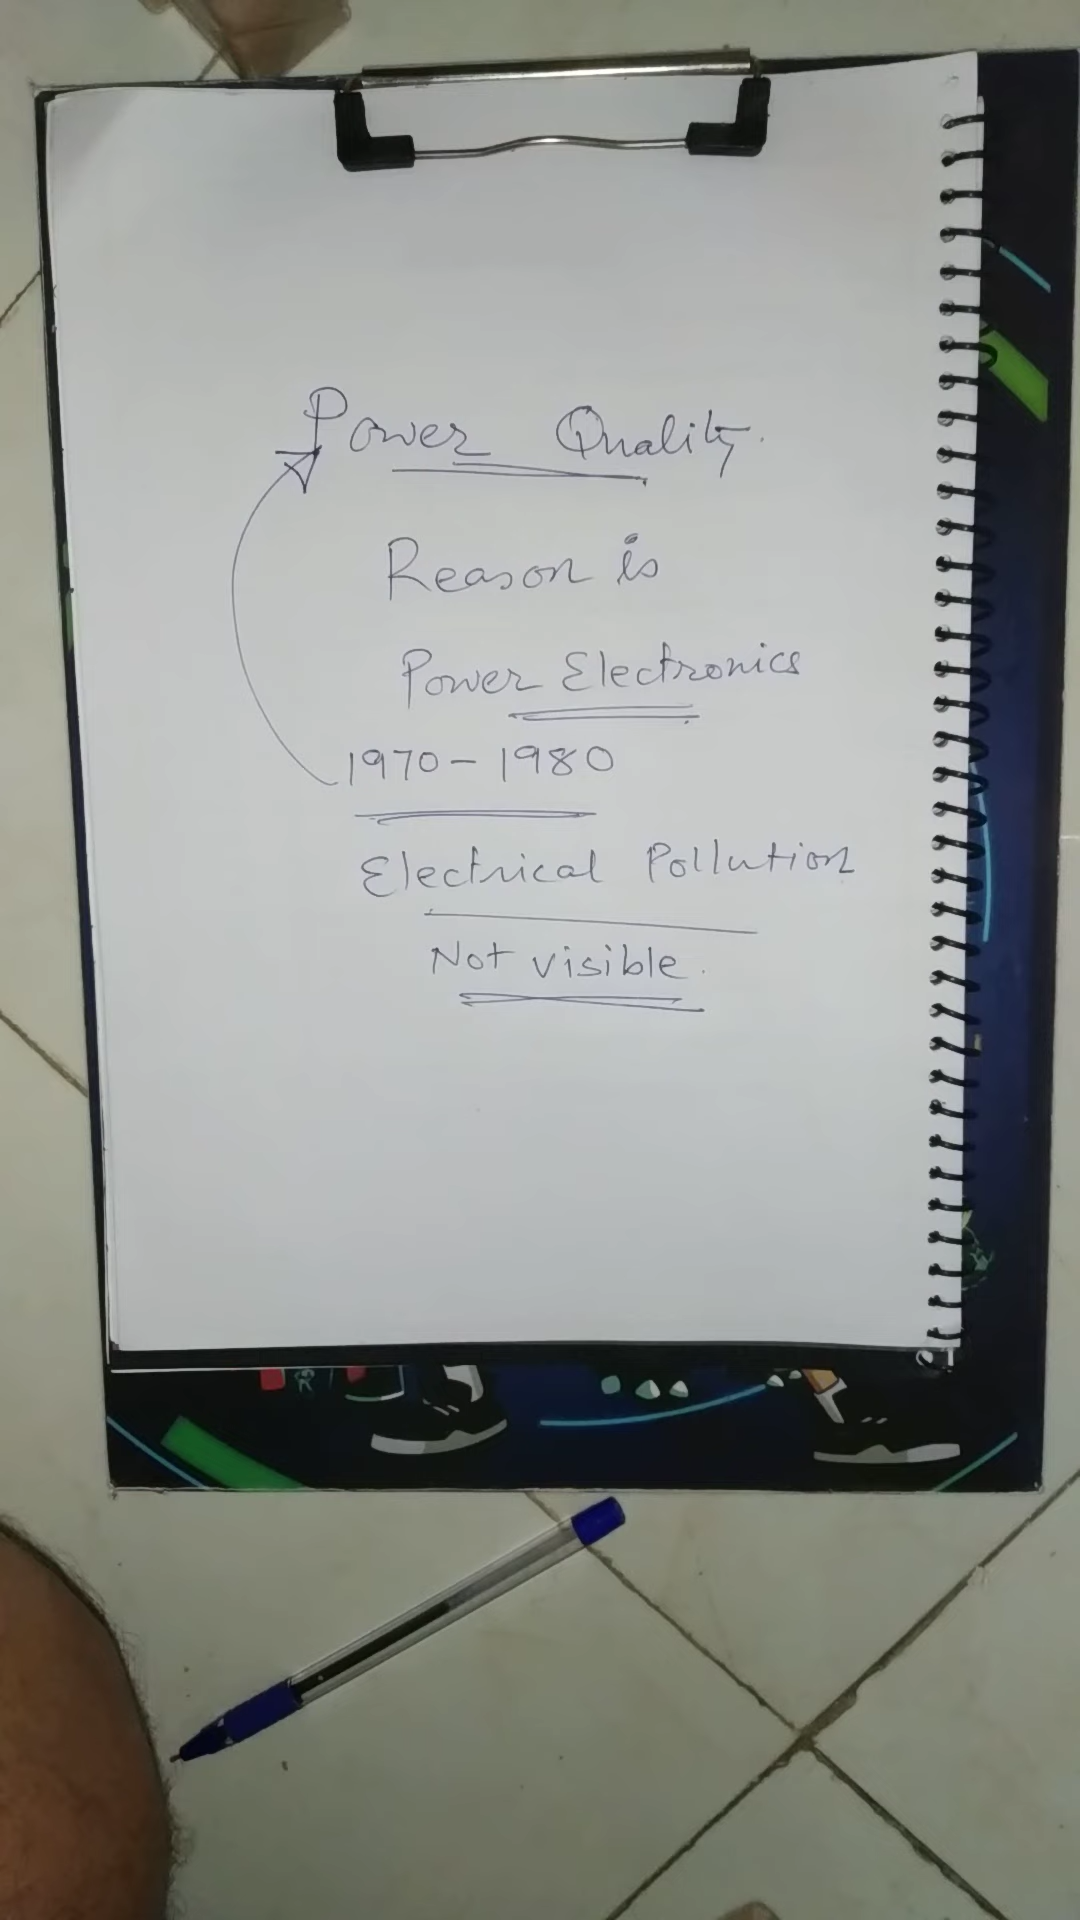 Power Quality.
Reason is
Power Electronics
1970 - 1980
Electrical Pollution
Not visible.